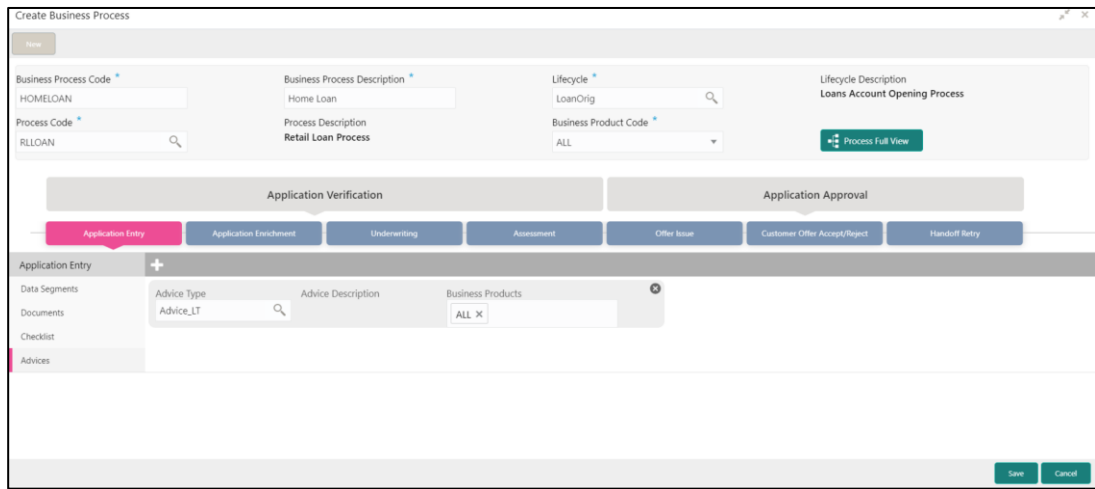 Create Business Process
New
Business Process Code *
Business Process Description *
Lifecycle *
Lifecycle Description
HOMELOAN
Home Loan
LoanOrig
Loans Account Opening Process
Process Code *
Process Description
Business Product Code *
RLLOAN
Retail Loan Process
ALL
Process Full View
Application Verification
Application Approval
Application Entry
Application Enrichment
Underwriting
Assessment
Offer Issue
Customer Offer Accept/Reject
Handoff Retry
Application Entry
Data Segments
Documents
Checklist
Advices
Advice Type
Advice Description
Business Products
Advice_LT
ALL
Save
Cancel